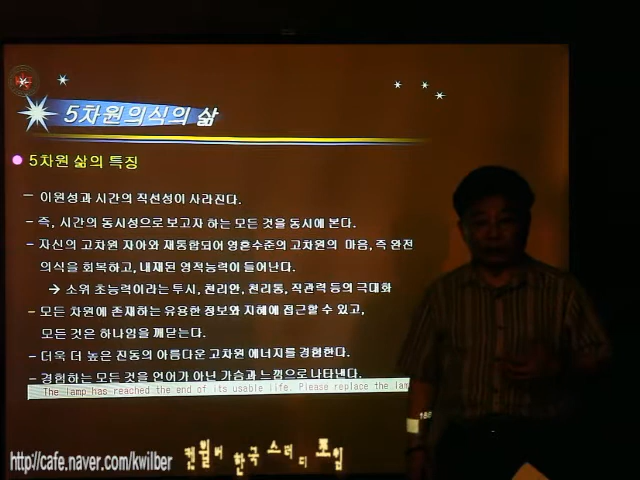 5차원의식의 삶
5차원 삶의 특징
– 이원성과 시간의 직선성이 사라진다.
– 즉, 시간의 동시성으로 보고자 하는 모든 것을 동시에 본다.
– 자신의 고차원 자아와 재통합되어 영혼수준의 고차원의 마음, 즉 완전
의식을 회복하고, 내재된 영적능력이 들어난다.
→ 소위 초능력이라는 투시, 천리안, 천리통, 직관력 등의 극대화
– 모든 차원에 존재하는 유용한 정보와 지혜에 접근할 수 있고,
모든 것은 하나임을 깨닫는다.
– 더욱 더 높은 진동의 아름다운 고차원 에너지를 경험한다.
– 경험하는 모든 것을 언어가 아닌 가슴과 느낌으로 나타낸다.
The lamp has reached the end of its usable life. Please replace the lam
188
http://cafe.naver.com/kwilber 켄윌버 한국 스터디 모임